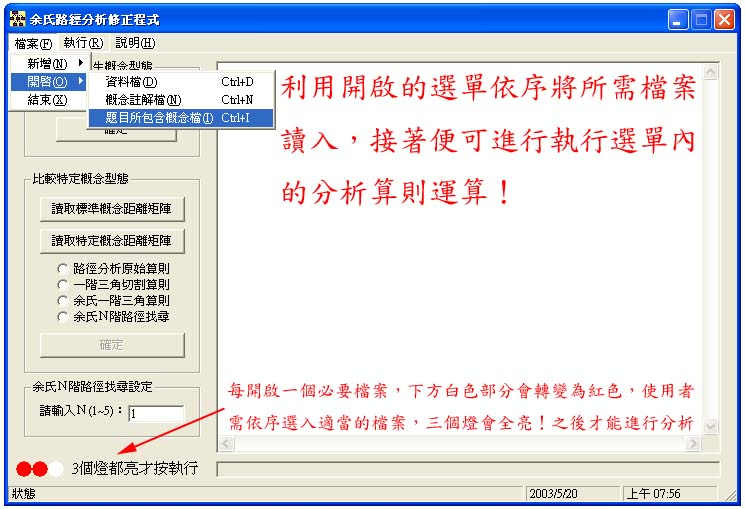 余氏路徑分析修正程式
檔案(F) 執行(R) 說明(H)
新增(N)
開啓(O)
結束(X)
生概念型態
資料檔(D) Ctrl+D
概念註解檔(N) Ctrl+N
題目所包含概念檔(I) Ctrl+I
確定
比較特定概念型態
讀取標準概念距離矩陣
讀取特定概念距離矩陣
路徑分析原始算則
一階三角切割算則
余氏一階三角算則
余氏N階路徑找尋
確定
余氏N階路徑找尋設定
請輸入N(1~5)：1
3個燈都亮才按執行
利用開啟的選單依序將所需檔案
讀入，接著便可進行執行選單內
的分析算則運算！
每開啟一個必要檔案，下方白色部分會轉變為紅色，使用者
需依序選入適當的檔案，三個燈會全亮！之後才能進行分析
狀態 2003/5/20 上午 07:56